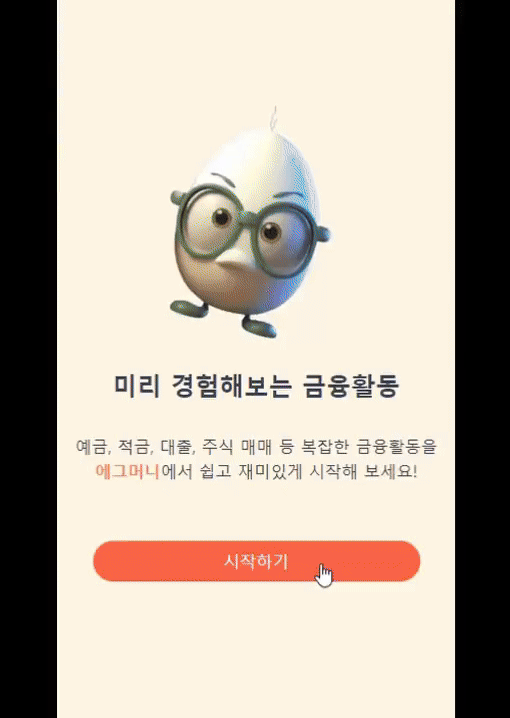 미리 경험해보는 금융활동
예금, 적금, 대출, 주식 매매 등 복잡한 금융활동을
에그머니에서 쉽고 재미있게 시작해 보세요!
시작하기